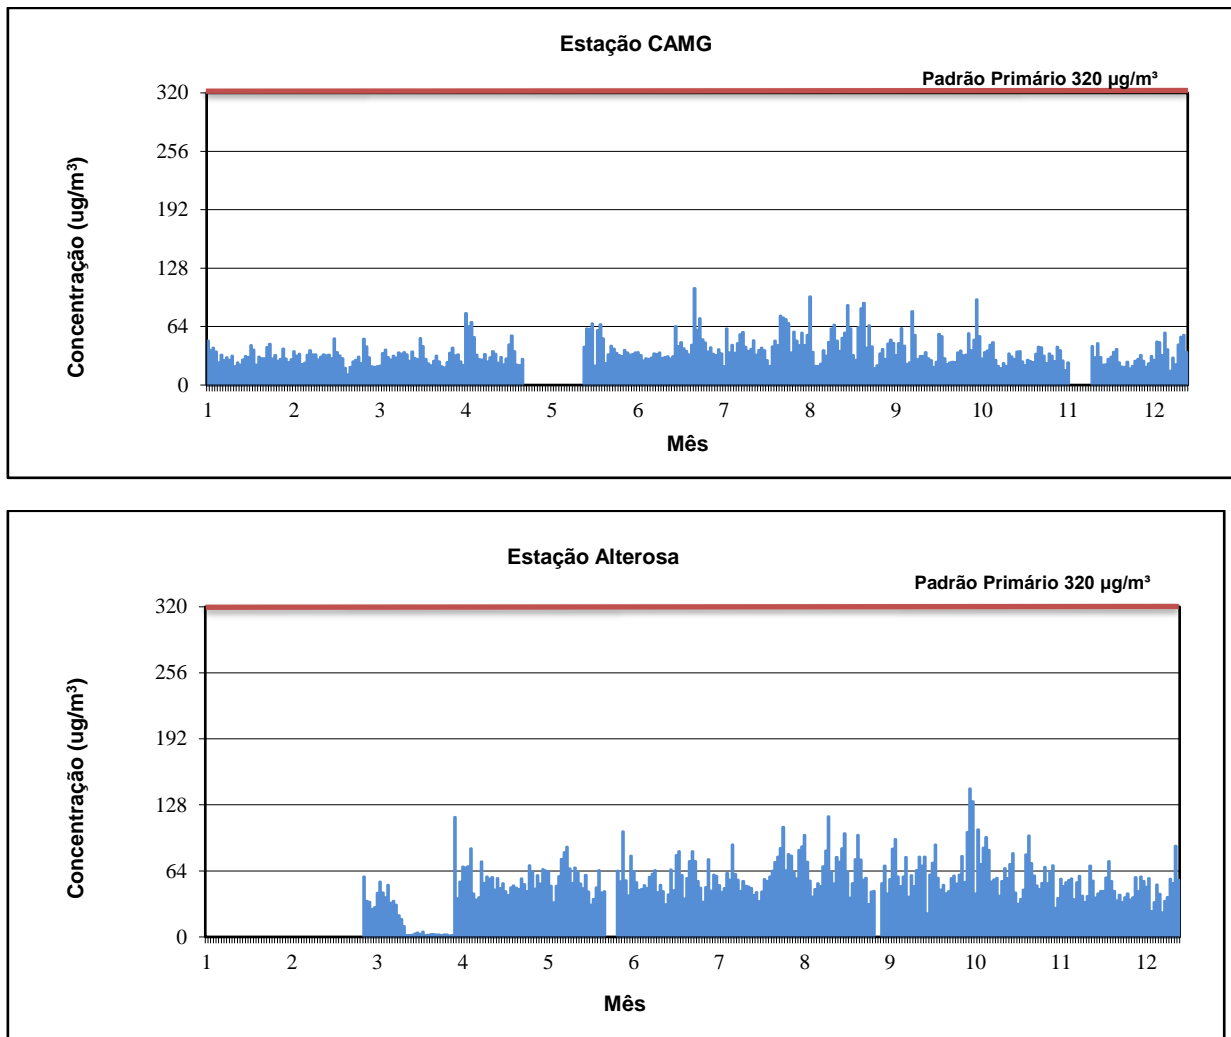 Estação CAMG
Padrão Primário 320 µg/m³
320
256
192
128
64
0
Concentração (ug/m³)
1 2 3 4 5 6 7 8 9 10 11 12
Mês
Estação Alterosa
Padrão Primário 320 µg/m³
320
256
192
128
64
0
Concentração (ug/m³)
1 2 3 4 5 6 7 8 9 10 11 12
Mês